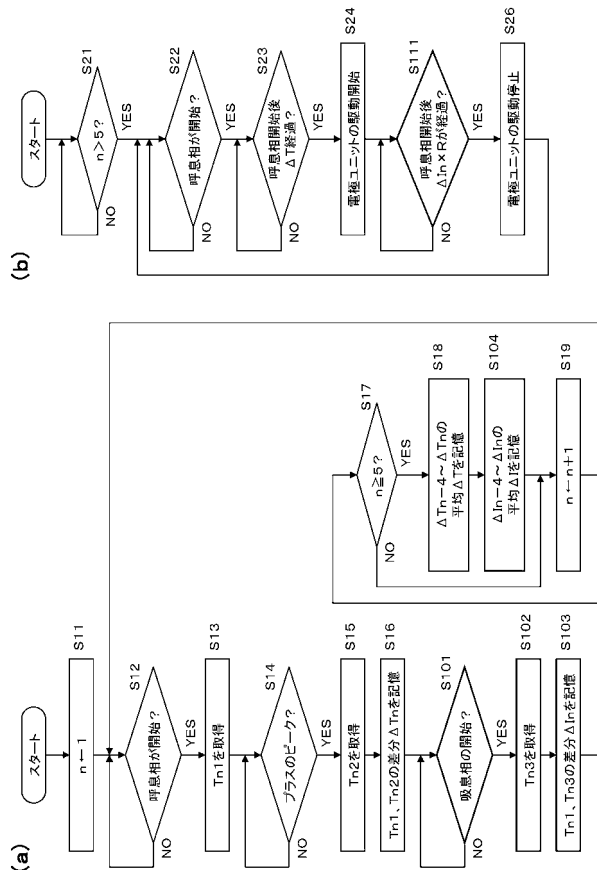 (a)
スタート
S11
n←1
S12
呼息相が開始？
NO
YES
S13
Tn1を取得
S14
プラスのピーク？
NO
YES
S15
Tn2を取得
S16
Tn1、Tn2の差分ΔTnを記憶
S101
吸息相の開始？
NO
YES
S102
Tn3を取得
S103
Tn1、Tn3の差分ΔInを記憶
S17
n≧5？
NO
YES
S18
ΔTn−4〜ΔTnの
平均ΔTを記憶
S104
ΔIn−4〜ΔInの
平均ΔIを記憶
S19
n←n+1
(b)
スタート
S21
n>5？
NO
YES
S22
呼息相が開始？
NO
YES
S23
呼息相開始後
ΔT経過？
NO
YES
S24
電極ユニットの駆動開始
S111
呼息相開始後
ΔIn×Rが経過？
NO
YES
S26
電極ユニットの駆動停止